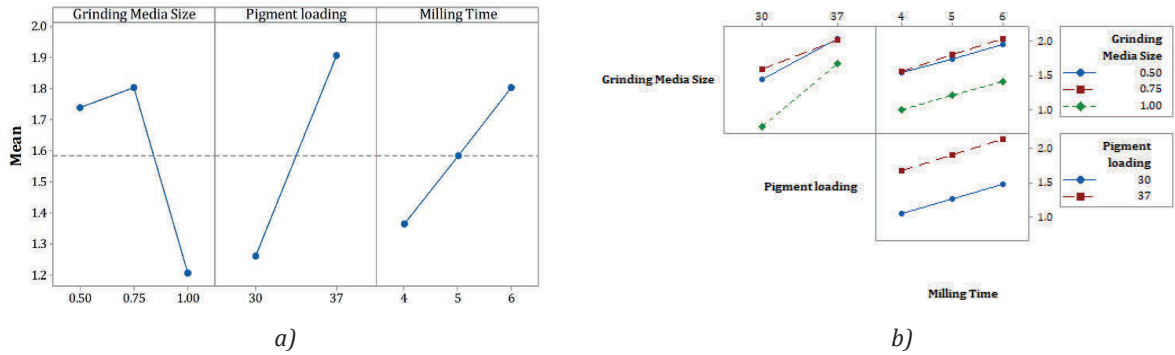 Grinding Media Size Pigment loading Milling Time
2.0
1.9
1.8
1.7
1.6
1.5
1.4
1.3
1.2
Mean
0.50 0.75 1.00 30 37 4 5 6
a)
30 37 4 5 6
Grinding Media Size
2.0
1.5
1.0
Grinding
Media Size
0.50
0.75
1.00
Pigment loading
2.0
1.5
1.0
Pigment
loading
30
37
Milling Time
b)